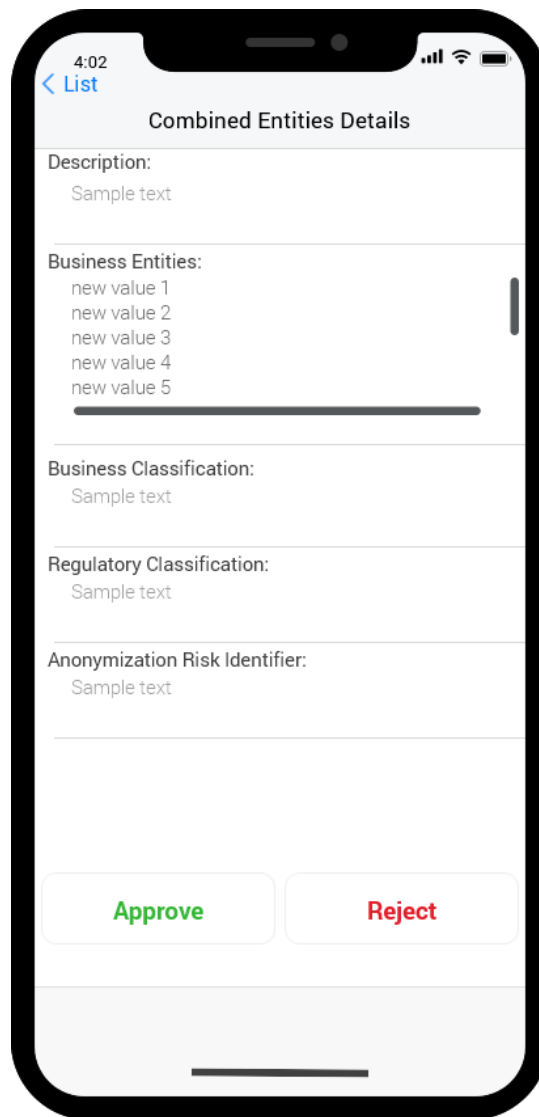 4:02
List
Combined Entities Details
Description:
Sample text
Business Entities:
new value 1
new value 2
new value 3
new value 4
new value 5
Business Classification:
Sample text
Regulatory Classification:
Sample text
Anonymization Risk Identifier:
Sample text
Approve
Reject